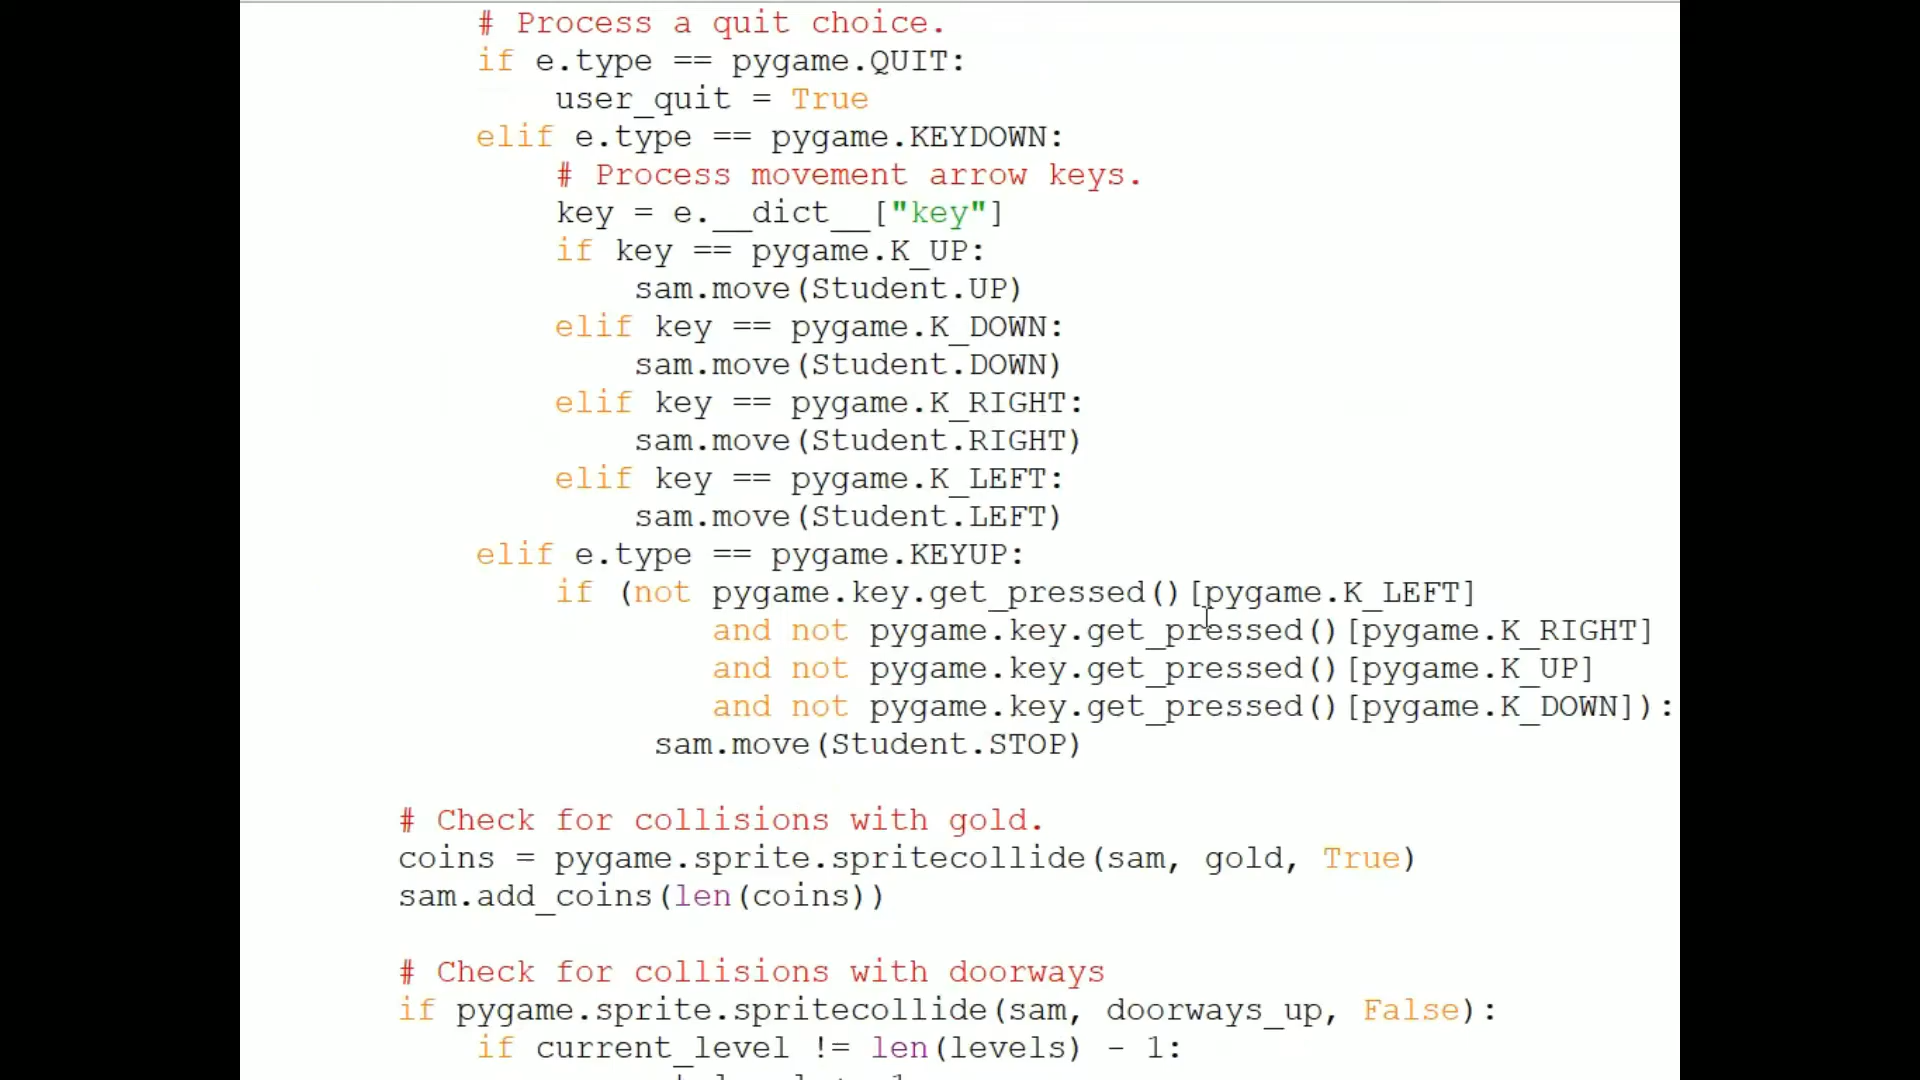 # Process a quit choice.
if e.type == pygame.QUIT:
user_quit = True
elif e.type == pygame.KEYDOWN:
# Process movement arrow keys.
key = e.__dict__["key"]
if key == pygame.K_UP:
sam.move(Student.UP)
elif key == pygame.K_DOWN:
sam.move(Student.DOWN)
elif key == pygame.K_RIGHT:
sam.move(Student.RIGHT)
elif key == pygame.K_LEFT:
sam.move(Student.LEFT)
elif e.type == pygame.KEYUP:
if (not pygame.key.get_pressed()[pygame.K_LEFT]
and not pygame.key.get_pressed()[pygame.K_RIGHT]
and not pygame.key.get_pressed()[pygame.K_UP]
and not pygame.key.get_pressed()[pygame.K_DOWN]):
sam.move(Student.STOP)
# Check for collisions with gold.
coins = pygame.sprite.spritecollide(sam, gold, True)
sam.add_coins(len(coins))
# Check for collisions with doorways
if pygame.sprite.spritecollide(sam, doorways_up, False):
if current_level != len(levels) - 1: